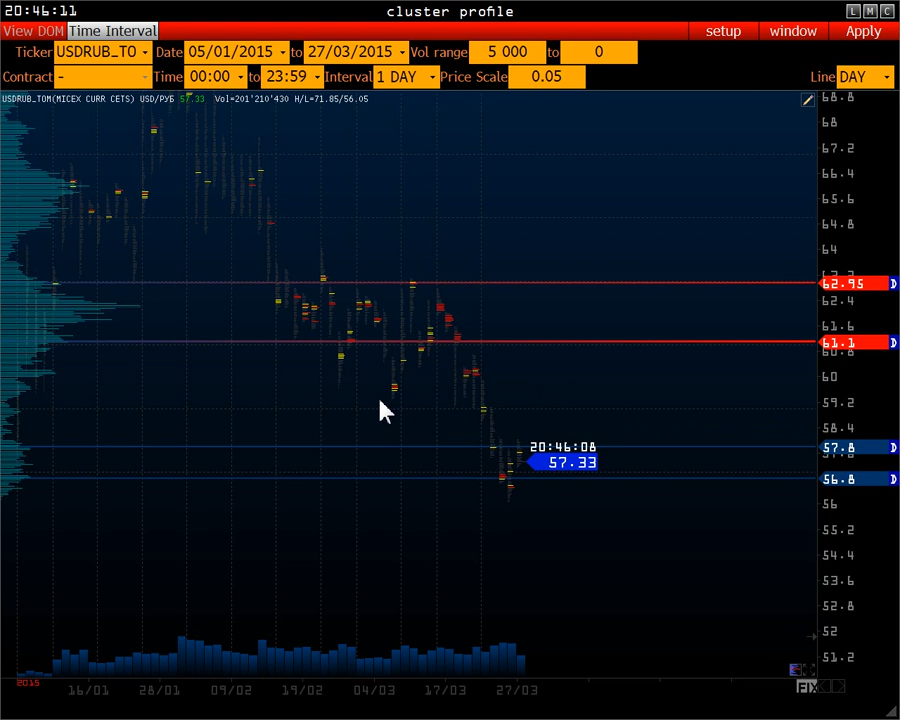 20:46:11 cluster profile L M C
View DOM Time Interval setup window Apply
Ticker USDRUB_TO Date 05/01/2015 to 27/03/2015 Vol range 5 000 to 0
Contract - Time 00:00 to 23:59 Interval 1 DAY Price Scale 0.05 Line DAY
USDRUB_TOM(MICEX CURR CETS) USD/РУБ 57.33 Vol=201'210'430 H/L=71.85/56.05
68.8
68
67.2
66.4
65.6
64.8
64
62.95 D
62.4
61.6
61.1 D
60.8
60
59.2
58.4
20:46:08
57.8 D
57.33
56.8 D
56
55.2
54.4
53.6
52.8
52
51.2
2015
16/01 28/01 09/02 19/02 04/03 17/03 27/03
FIX